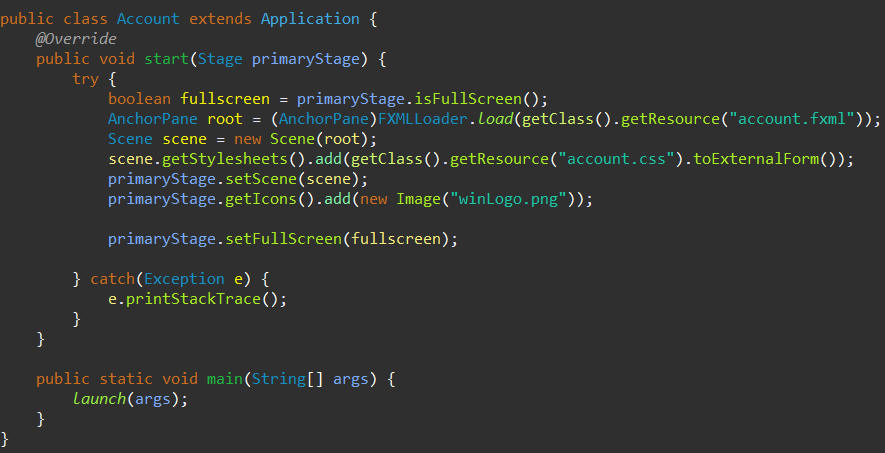 public class Account extends Application {
    @Override
    public void start(Stage primaryStage) {
        try {
            boolean fullscreen = primaryStage.isFullScreen();
            AnchorPane root = (AnchorPane)FXMLLoader.load(getClass().getResource("account.fxml"));
            Scene scene = new Scene(root);
            scene.getStylesheets().add(getClass().getResource("account.css").toExternalForm());
            primaryStage.setScene(scene);
            primaryStage.getIcons().add(new Image("winLogo.png"));

            primaryStage.setFullScreen(fullscreen);

        } catch(Exception e) {
            e.printStackTrace();
        }
    }

    public static void main(String[] args) {
        launch(args);
    }
}